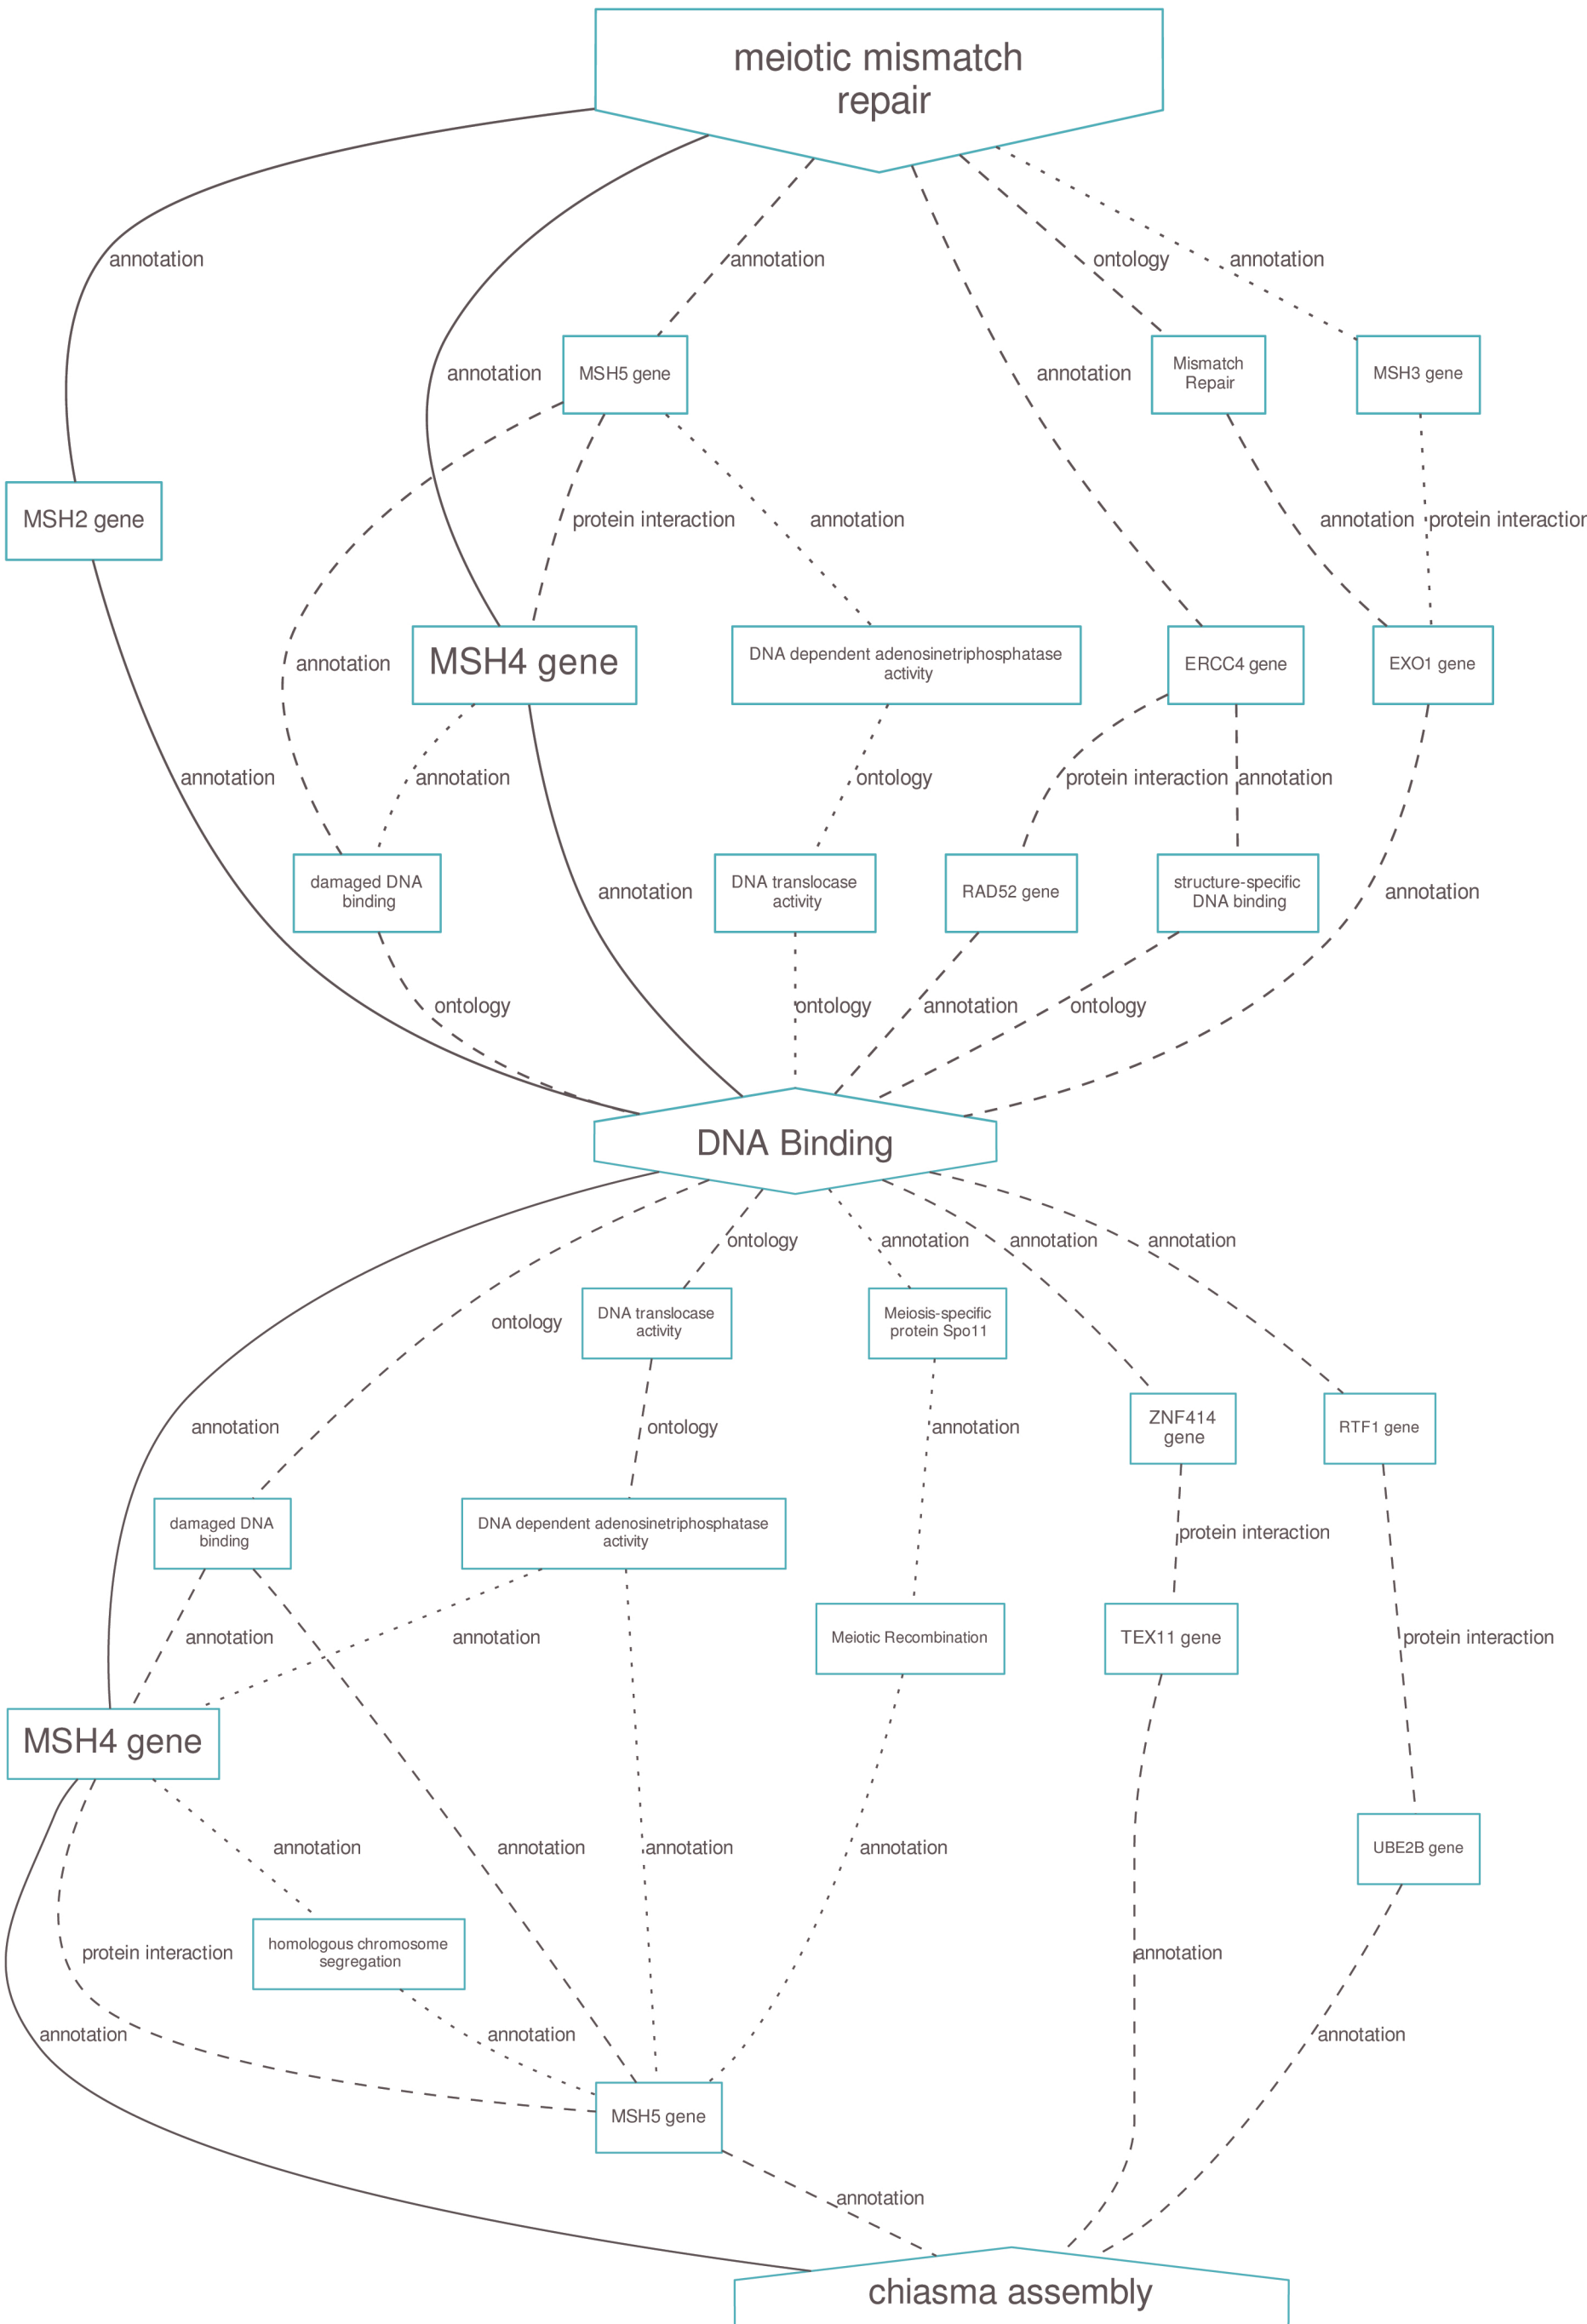 meiotic mismatch
repair
annotation
annotation
ontology
annotation
annotation
MSH5 gene
annotation
Mismatch
Repair
MSH3 gene
MSH2 gene
protein interaction
annotation
annotation
protein interaction
annotation
MSH4 gene
DNA dependent adenosinetriphosphatase
activity
ERCC4 gene
EXO1 gene
annotation
annotation
ontology
protein interaction
annotation
damaged DNA
binding
annotation
DNA translocase
activity
RAD52 gene
structure-specific
DNA binding
annotation
ontology
ontology
annotation
ontology
DNA Binding
ontology
annotation
annotation
annotation
ontology
DNA translocase
activity
Meiosis-specific
protein Spo11
annotation
ontology
annotation
ZNF414
gene
RTF1 gene
damaged DNA
binding
DNA dependent adenosinetriphosphatase
activity
protein interaction
annotation
annotation
Meiotic Recombination
TEX11 gene
protein interaction
MSH4 gene
annotation
annotation
annotation
annotation
UBE2B gene
protein interaction
homologous chromosome
segregation
annotation
annotation
annotation
annotation
MSH5 gene
annotation
chiasma assembly